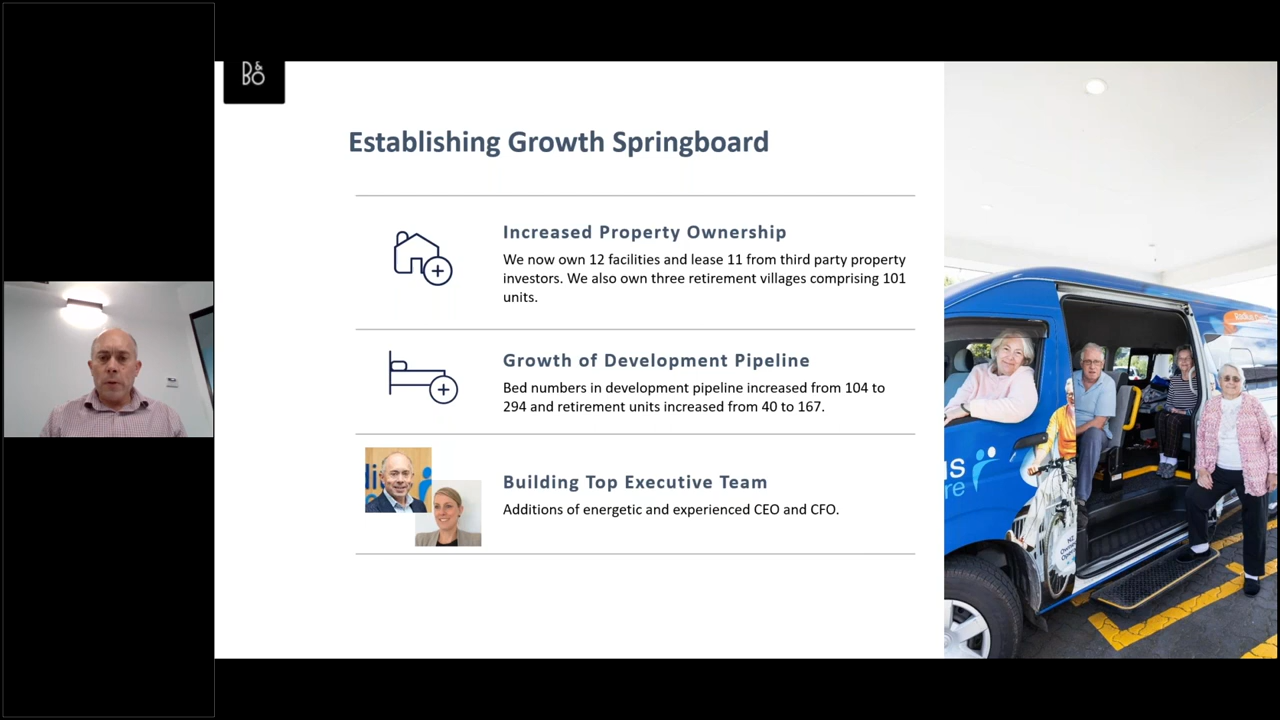 B&
BO
Establishing Growth Springboard
Increased Property Ownership
We now own 12 facilities and lease 11 from third party property
investors. We also own three retirement villages comprising 101
units.
Growth of Development Pipeline
Bed numbers in development pipeline increased from 104 to
294 and retirement units increased from 40 to 167.
Building Top Executive Team
Additions of energetic and experienced CEO and CFO.